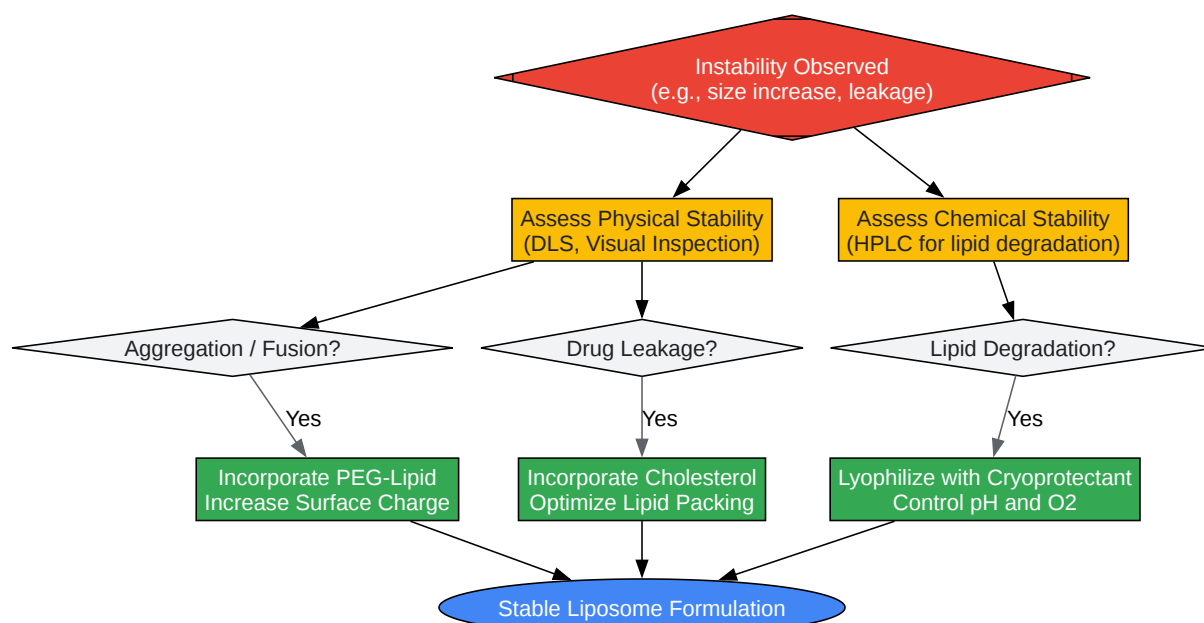 Instability Observed
(e.g., size increase, leakage)
Assess Physical Stability
(DLS, Visual Inspection)
Assess Chemical Stability
(HPLC for lipid degradation)
Aggregation / Fusion?
Drug Leakage?
Lipid Degradation?
Yes
Yes
Yes
Incorporate PEG-Lipid
Increase Surface Charge
Incorporate Cholesterol
Optimize Lipid Packing
Lyophilize with Cryoprotectant
Control pH and O2
Stable Liposome Formulation